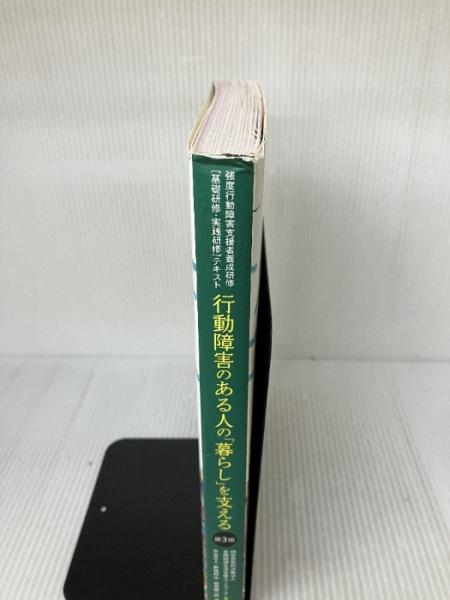 強度行動障害支援者養成研修
[基礎研修・実践研修]テキスト
行動障害のある人の「暮らし」を支える
第3版